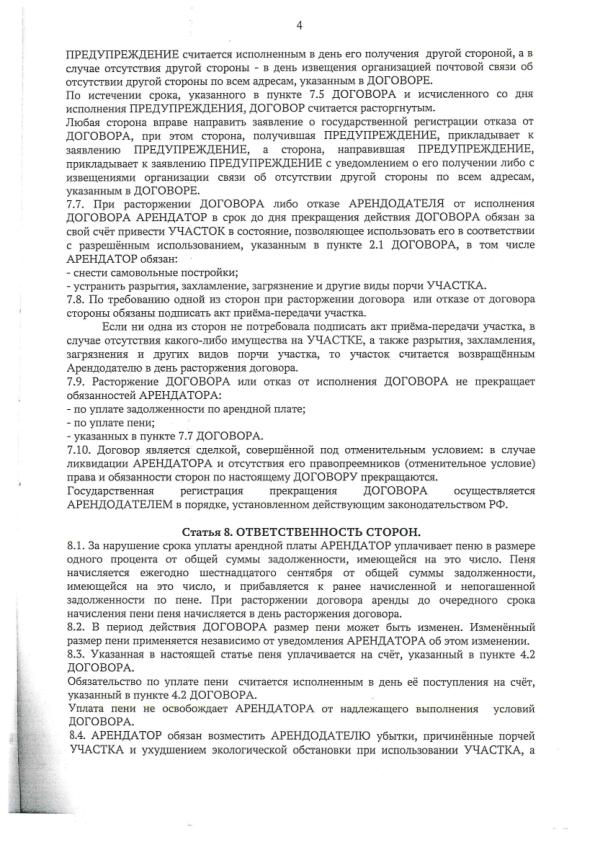 4
ПРЕДУПРЕЖДЕНИЕ считается исполненным в день его получения другой стороной, а в
случае отсутствия другой стороны - в день извещения организацией почтовой связи об
отсутствии другой стороны по всем адресам, указанным в ДОГОВОРЕ.
По истечении срока, указанного в пункте 7.5 ДОГОВОРА и исчисленного со дня
исполнения ПРЕДУПРЕЖДЕНИЯ, ДОГОВОР считается расторгнутым.
Любая сторона вправе направить заявление о государственной регистрации отказа от
ДОГОВОРА, при этом сторона, получившая ПРЕДУПРЕЖДЕНИЕ, прикладывает к
заявлению ПРЕДУПРЕЖДЕНИЕ, а сторона, направившая ПРЕДУПРЕЖДЕНИЕ,
прикладывает к заявлению ПРЕДУПРЕЖДЕНИЕ с уведомлением о его получении либо с
извещениями организации связи об отсутствии другой стороны по всем адресам,
указанным в ДОГОВОРЕ.
7.7. При расторжении ДОГОВОРА либо отказе АРЕНДОДАТЕЛЯ от исполнения
ДОГОВОРА АРЕНДАТОР в срок до дня прекращения действия ДОГОВОРА обязан за
свой счёт привести УЧАСТОК в состояние, позволяющее использовать его в соответствии
с разрешённым использованием, указанным в пункте 2.1 ДОГОВОРА, в том числе
АРЕНДАТОР обязан:
- снести самовольные постройки;
- устранить разрытия, захламление, загрязнение и другие виды порчи УЧАСТКА.
7.8. По требованию одной из сторон при расторжении договора или отказе от договора
стороны обязаны подписать акт приёма-передачи участка.
Если ни одна из сторон не потребовала подписать акт приёма-передачи участка, в
случае отсутствия какого-либо имущества на УЧАСТКЕ, а также разрытия, захламления,
загрязнения и других видов порчи участка, то участок считается возвращённым
Арендодателю в день расторжения договора.
7.9. Расторжение ДОГОВОРА или отказ от исполнения ДОГОВОРА не прекращает
обязанностей АРЕНДАТОРА:
- по уплате задолженности по арендной плате;
- по уплате пени;
- указанных в пункте 7.7 ДОГОВОРА.
7.10. Договор является сделкой, совершённой под отменительным условием: в случае
ликвидации АРЕНДАТОРА и отсутствия его правопреемников (отменительное условие)
права и обязанности сторон по настоящему ДОГОВОРУ прекращаются.
Государственная регистрация прекращения ДОГОВОРА осуществляется
АРЕНДОДАТЕЛЕМ в порядке, установленном действующим законодательством РФ.
Статья 8. ОТВЕТСТВЕННОСТЬ СТОРОН.
8.1. За нарушение срока уплаты арендной платы АРЕНДАТОР уплачивает пеню в размере
одного процента от общей суммы задолженности, имеющейся на это число. Пеня
начисляется ежегодно шестнадцатого сентября от общей суммы задолженности,
имеющейся на это число, и прибавляется к ранее начисленной и непогашенной
задолженности по пене. При расторжении договора аренды до очередного срока
начисления пени пеня начисляется в день расторжения договора.
8.2. В период действия ДОГОВОРА размер пени может быть изменен. Изменённый
размер пени применяется независимо от уведомления АРЕНДАТОРА об этом изменении.
8.3. Указанная в настоящей статье пеня уплачивается на счёт, указанный в пункте 4.2
ДОГОВОРА.
Обязательство по уплате пени считается исполненным в день её поступления на счёт,
указанный в пункте 4.2 ДОГОВОРА.
Уплата пени не освобождает АРЕНДАТОРА от надлежащего выполнения условий
ДОГОВОРА.
8.4. АРЕНДАТОР обязан возместить АРЕНДОДАТЕЛЮ убытки, причинённые порчей
УЧАСТКА и ухудшением экологической обстановки при использовании УЧАСТКА, а